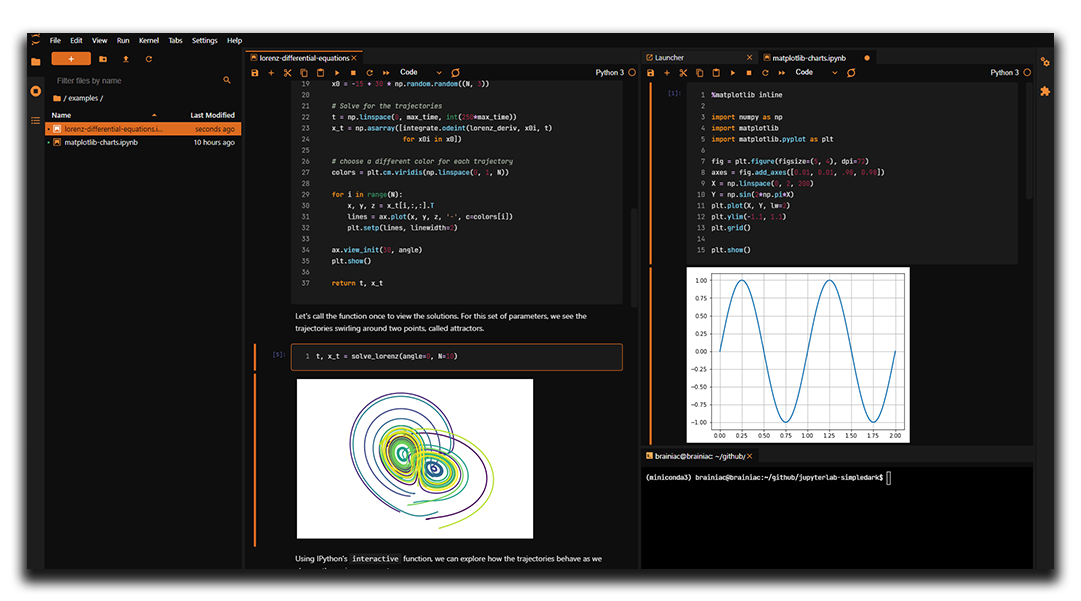 File Edit View Run Kernel Tabs Settings Help
+
Filter files by name
/ examples /
Name Last Modified
lorenz-differential-equations.i... seconds ago
matplotlib-charts.ipynb 10 hours ago
lorenz-differential-equations
Code
Python 3
19 x0 = -15 + 30 * np.random.random((N, 3))
20
21 # Solve for the trajectories
22 t = np.linspace(0, max_time, int(250*max_time))
23 x_t = np.asarray([integrate.odeint(lorenz_deriv, x0i, t)
24 for x0i in x0])
25
26 # choose a different color for each trajectory
27 colors = plt.cm.viridis(np.linspace(0, 1, N))
28
29 for i in range(N):
30 x, y, z = x_t[i,:,:].T
31 lines = ax.plot(x, y, z, '-', c=colors[i])
32 plt.setp(lines, linewidth=2)
33
34 ax.view_init(30, angle)
35 plt.show()
36
37 return t, x_t
Let's call the function once to view the solutions. For this set of parameters, we see the
trajectories swirling around two points, called attractors.
[5]:
1 t, x_t = solve_lorenz(angle=0, N=10)
Using IPython's interactive function, we can explore how the trajectories behave as we
Launcher
matplotlib-charts.ipynb
Code
Python 3
[1]:
1 %matplotlib inline
2
3 import numpy as np
4 import matplotlib
5 import matplotlib.pyplot as plt
6
7 fig = plt.figure(figsize=(6, 4), dpi=72)
8 axes = fig.add_axes([0.01, 0.01, .98, 0.98])
9 X = np.linspace(0, 2, 200)
10 Y = np.sin(2*np.pi*X)
11 plt.plot(X, Y, lw=2)
12 plt.ylim(-1.1, 1.1)
13 plt.grid()
14
15 plt.show()
1.00
0.75
0.50
0.25
0.00
−0.25
−0.50
−0.75
−1.00
0.00 0.25 0.50 0.75 1.00 1.25 1.50 1.75 2.00
brainiac@brainiac: ~/github/
(miniconda3) brainiac@brainiac:~/github/jupyterlab-simpledark$